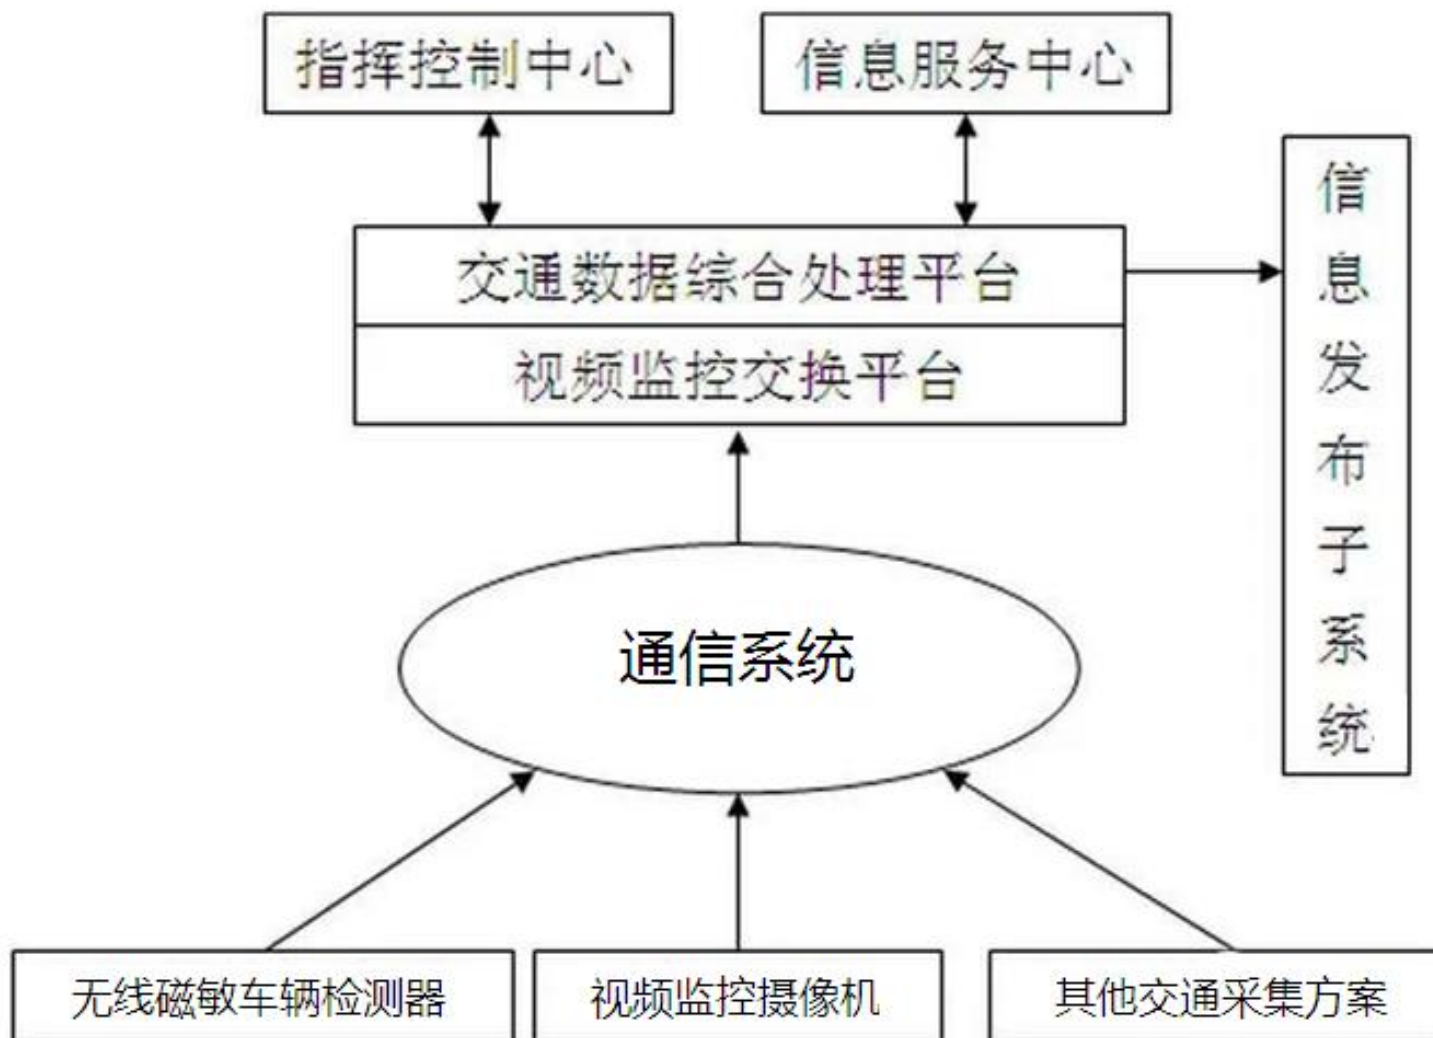 指挥控制中心
信息服务中心
交通数据综合处理平台
视频监控交换平台
信息发布子系统
通信系统
无线磁敏车辆检测器
视频监控摄像机
其他交通采集方案